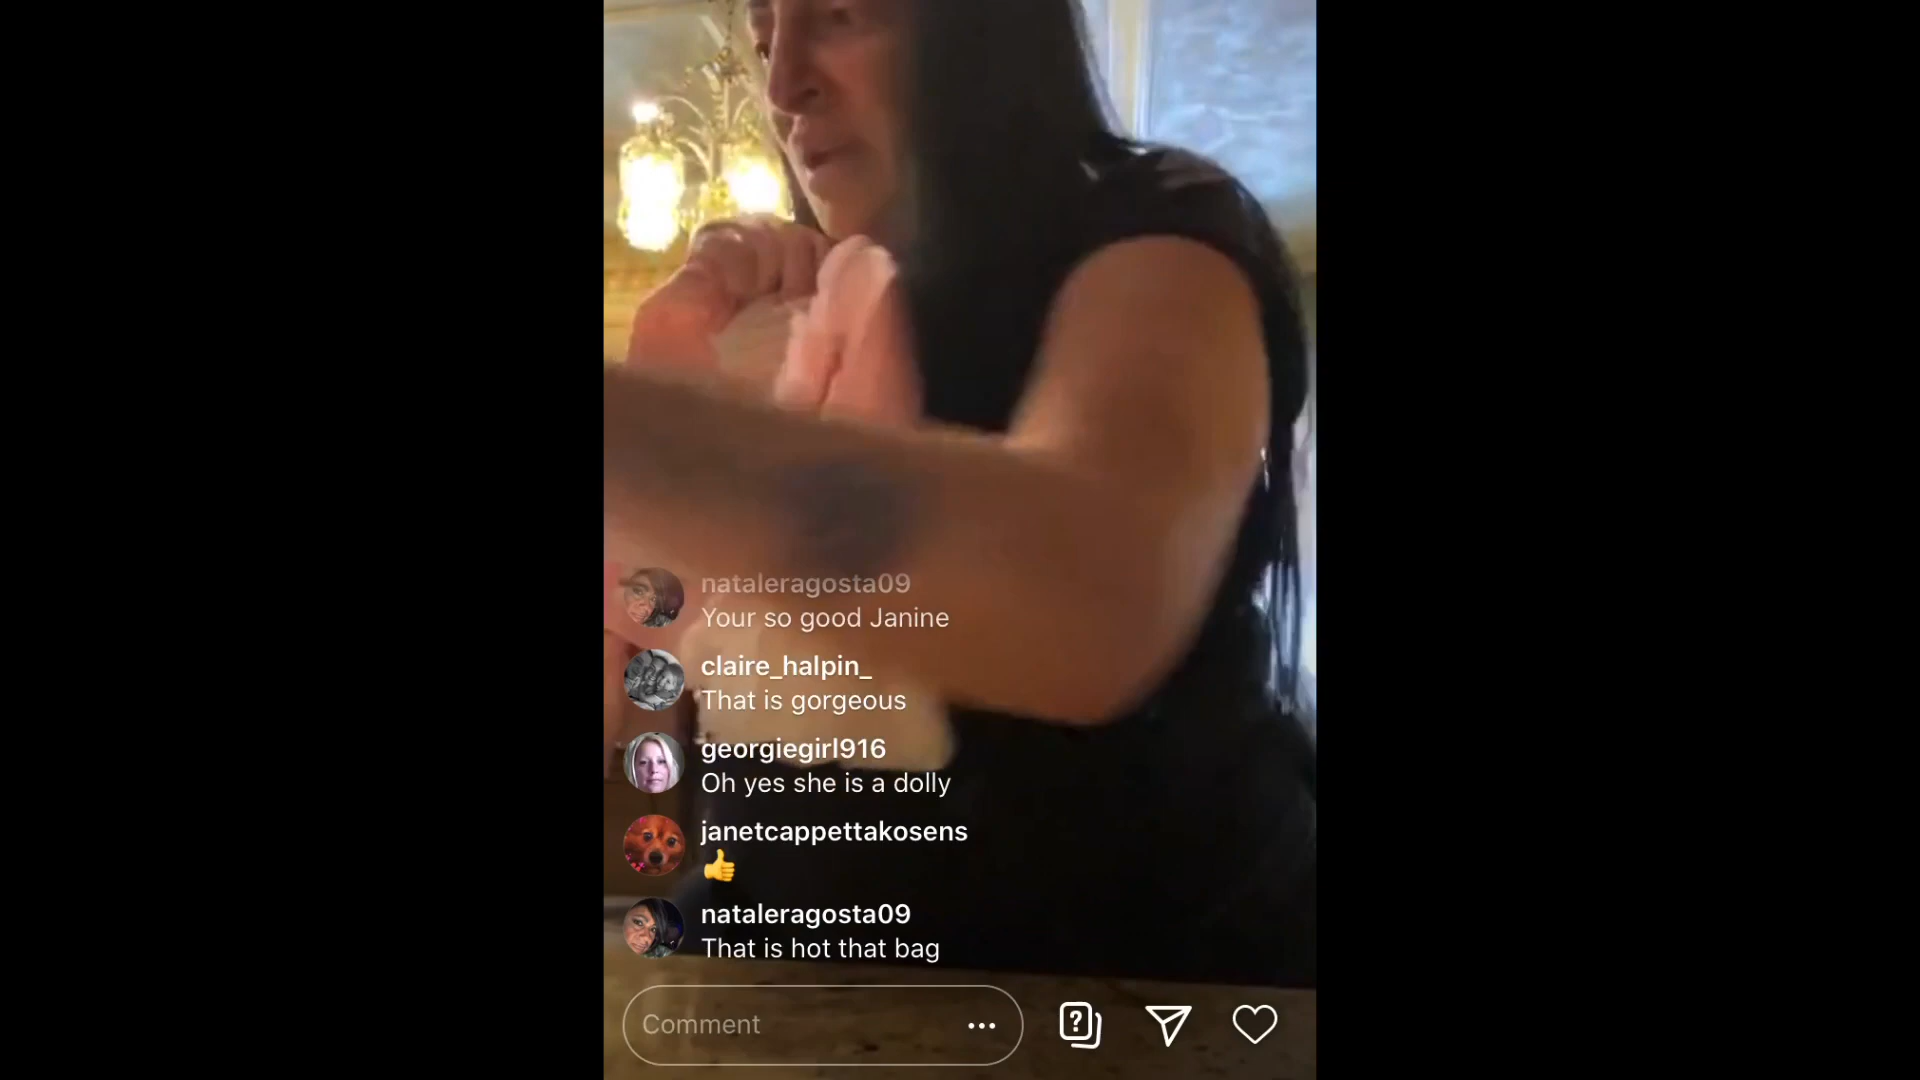 nataleragosta09
Your so good Janine
claire_halpin_
That is gorgeous
georgiegirl916
Oh yes she is a dolly
janetcappettakosens
👍
nataleragosta09
That is hot that bag
Comment
?